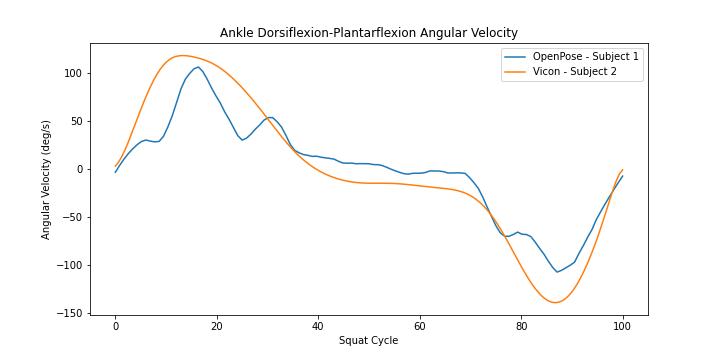 Ankle Dorsiflexion-Plantarflexion Angular Velocity
OpenPose - Subject 1
Vicon - Subject 2
Angular Velocity (deg/s)
100
50
0
−50
−100
−150
0 20 40 60 80 100
Squat Cycle